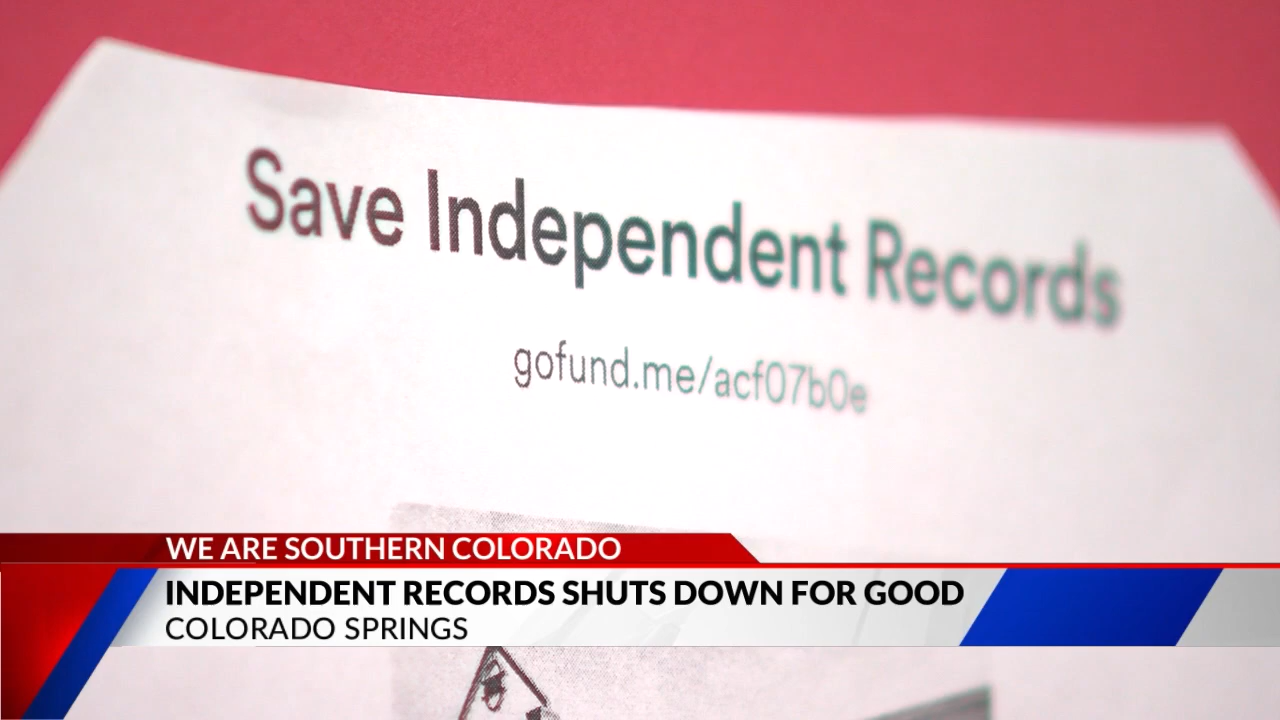 Save Independent Records
gofund.me/acf07b0e
WE ARE SOUTHERN COLORADO
INDEPENDENT RECORDS SHUTS DOWN FOR GOOD
COLORADO SPRINGS